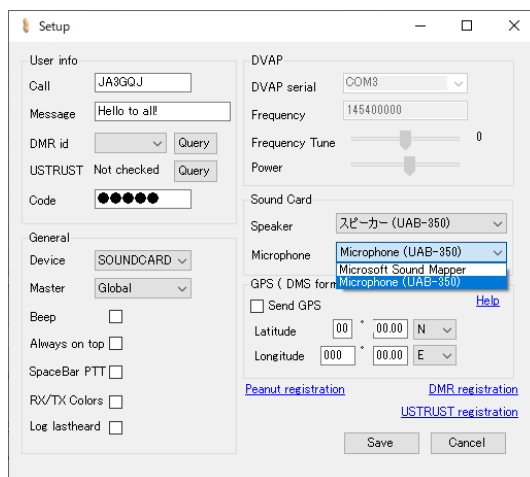 Setup
User info
Call JA3GQJ
Message Hello to all!
DMR id Query
USTRUST Not checked Query
Code ●●●●●
General
Device SOUNDCARD
Master Global
Beep
Always on top
SpaceBar PTT
RX/TX Colors
Log lastheard
DVAP
DVAP serial COM3
Frequency 145400000
Frequency Tune 0
Power
Sound Card
Speaker スピーカー (UAB-350)
Microphone Microphone (UAB-350)
Microsoft Sound Mapper
Microphone (UAB-350)
GPS ( DMS form
Send GPS Help
Latitude 00 ° 00.00 N
Longitude 000 ° 00.00 E
Peanut registration DMR registration
USTRUST registration
Save Cancel